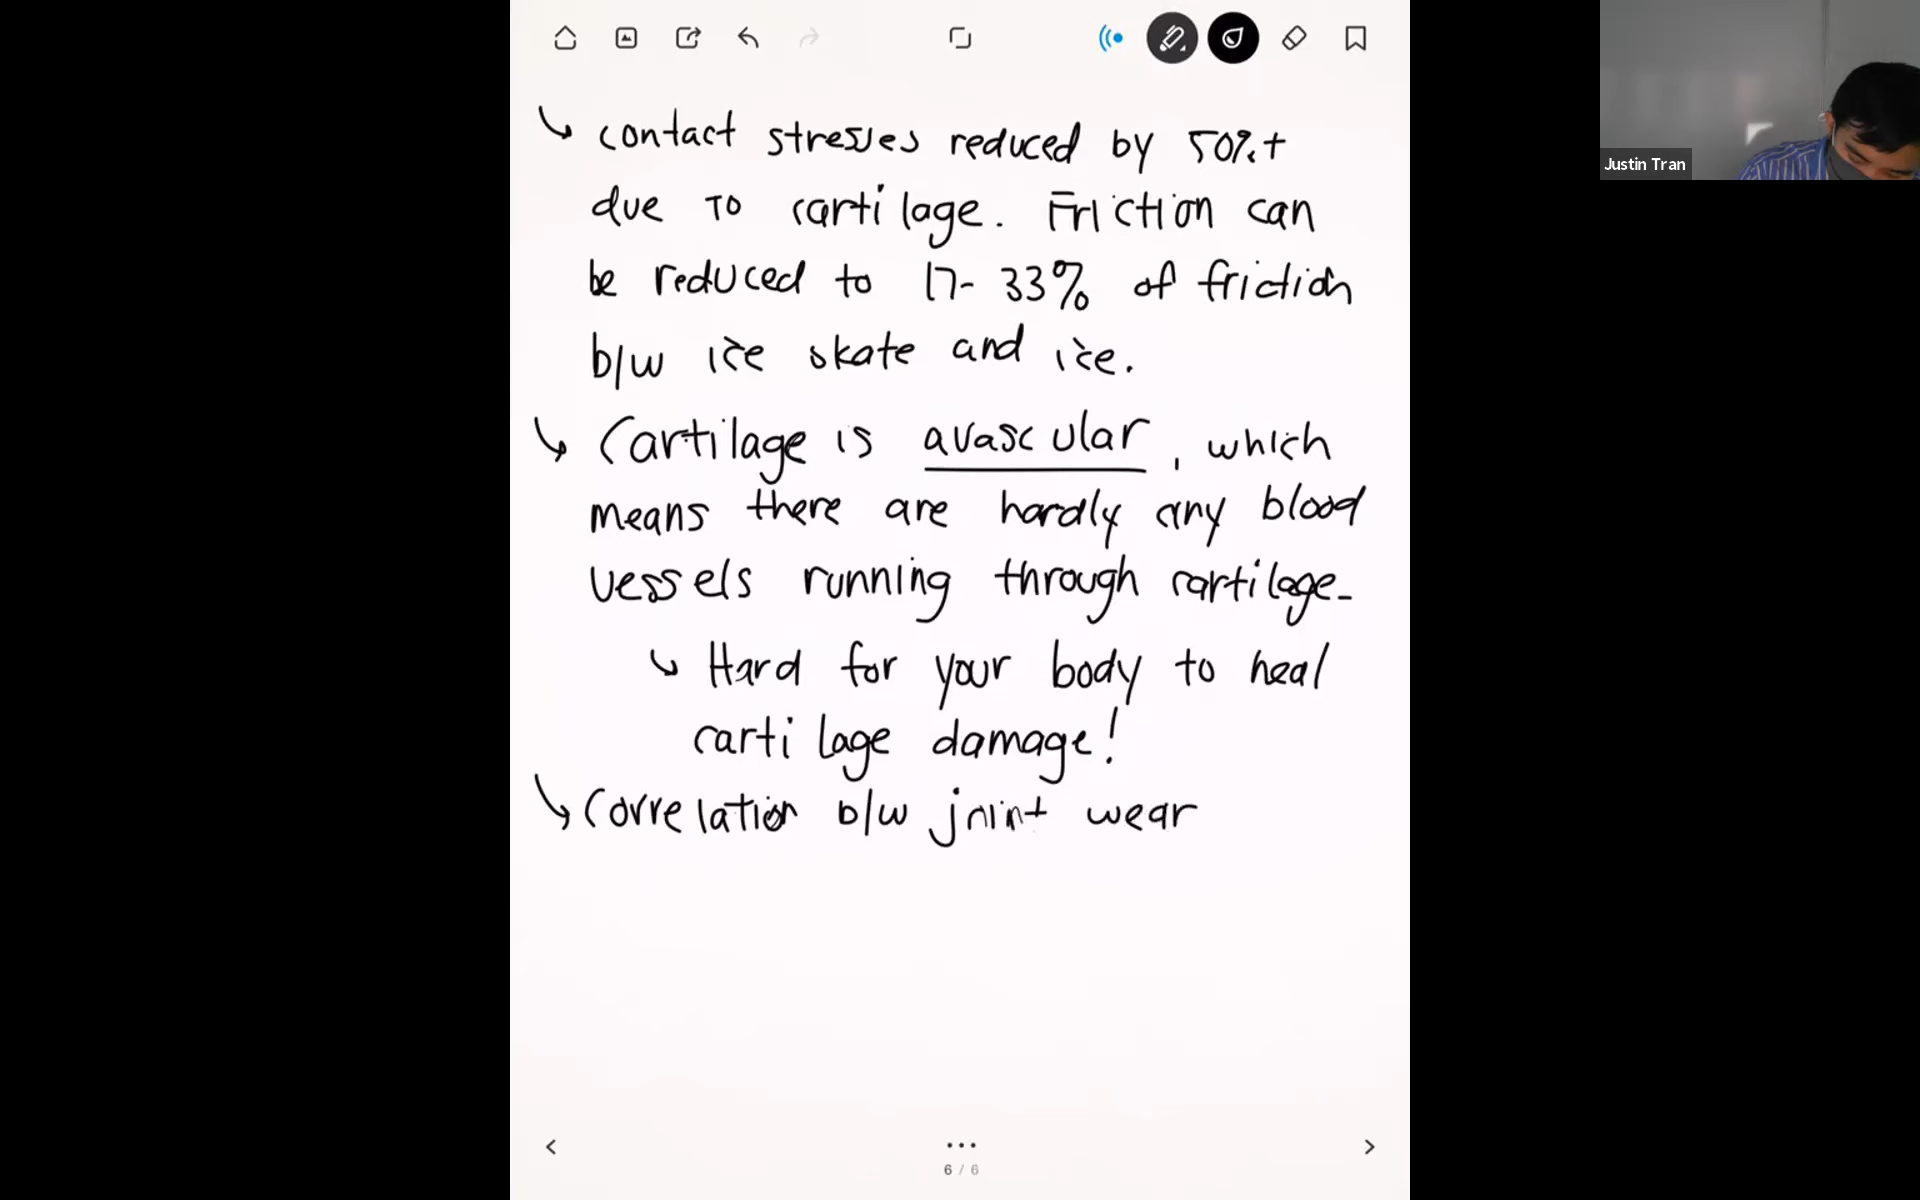 ↳ contact stresses reduced by 50%+
due to cartilage. Friction can
be reduced to 17-33% of friction
b/w ice skate and ice.
↳ Cartilage is avascular, which
means there are hardly any blood
vessels running through cartilage.
↳ Hard for your body to heal
cartilage damage!
↳ Correlation b/w joint wear
6 / 6
Justin Tran